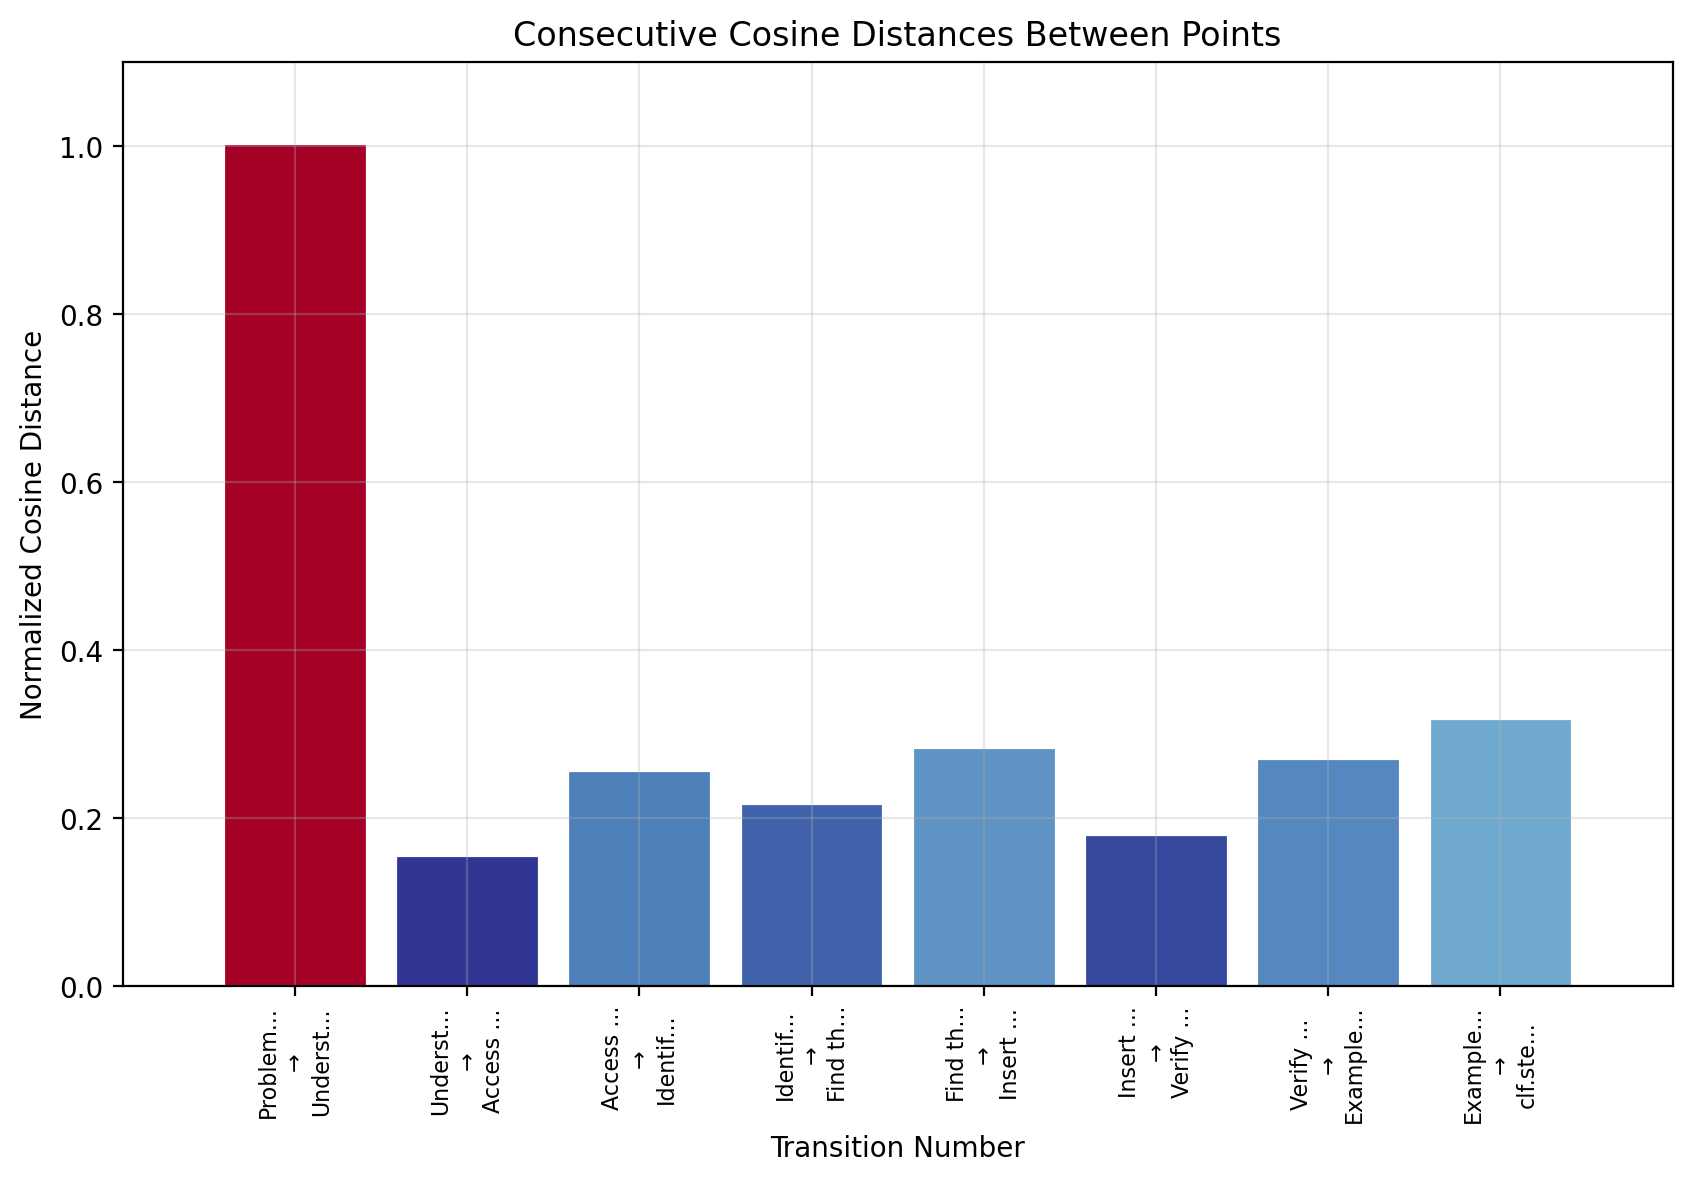 Consecutive Cosine Distances Between Points
Normalized Cosine Distance
1.0
0.8
0.6
0.4
0.2
0.0
Problem...
→
Underst...
Underst...
→
Access ...
Access ...
→
Identif...
Identif...
→
Find th...
Find th...
→
Insert ...
Insert ...
→
Verify ...
Verify ...
→
Example...
Example...
→
clf.ste...
Transition Number